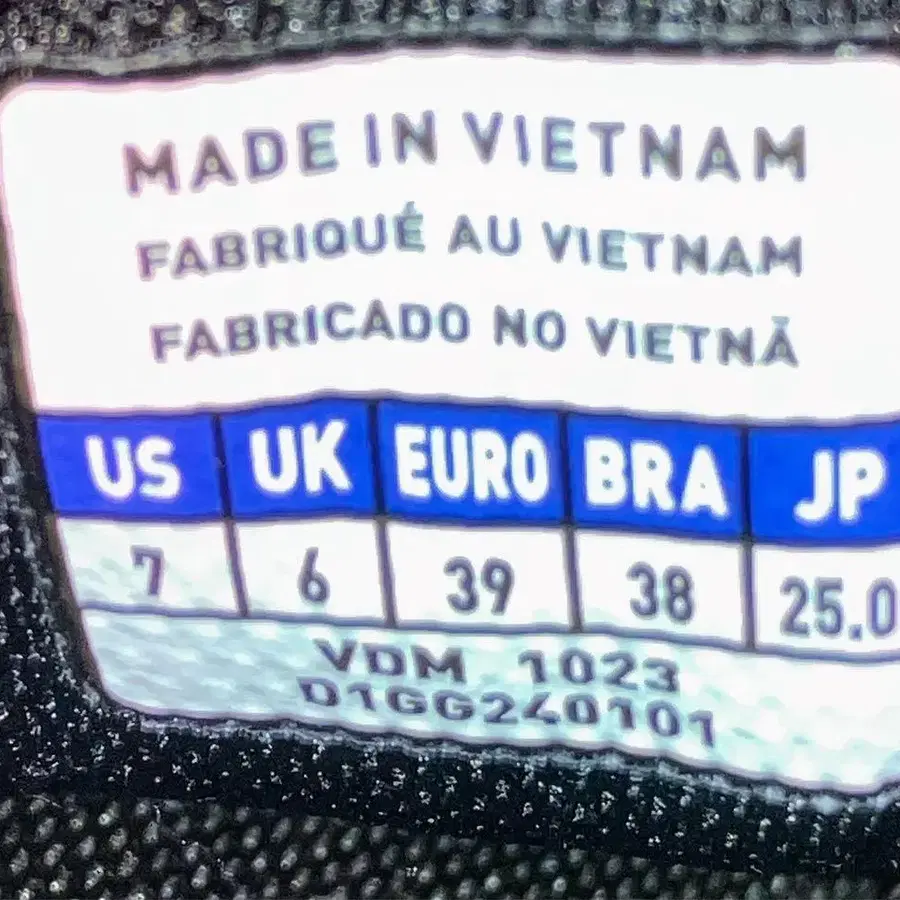 MADE IN VIETNAM
FABRIQUÉ AU VIETNAM
FABRICADO NO VIETNÃ
US UK EURO BRA JP
7 6 39 38 25.0
VDM 1023
D1GG240101